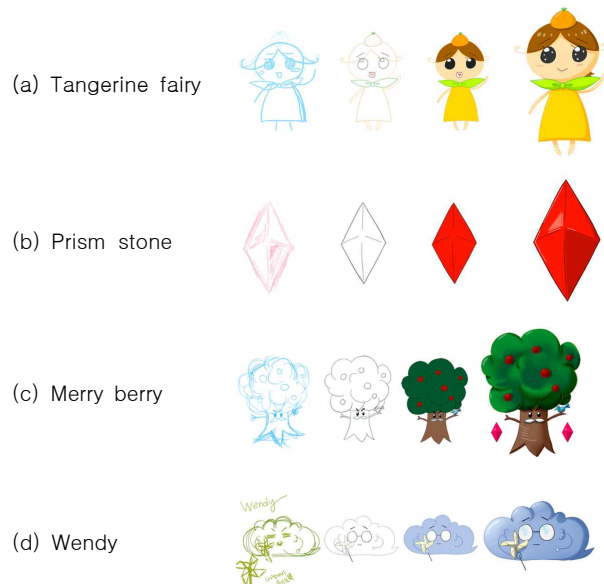 (a) Tangerine fairy
(b) Prism stone
(c) Merry berry
Wendy
(d) Wendy